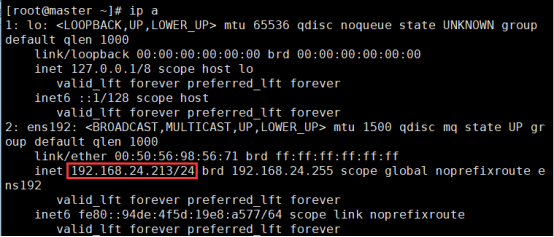 [root@master ~]# ip a
1: lo: <LOOPBACK,UP,LOWER_UP> mtu 65536 qdisc noqueue state UNKNOWN group
default qlen 1000
link/loopback 00:00:00:00:00:00 brd 00:00:00:00:00:00
inet 127.0.0.1/8 scope host lo
valid_lft forever preferred_lft forever
inet6 ::1/128 scope host
valid_lft forever preferred_lft forever
2: ens192: <BROADCAST,MULTICAST,UP,LOWER_UP> mtu 1500 qdisc mq state UP gr
oup default qlen 1000
link/ether 00:50:56:98:56:71 brd ff:ff:ff:ff:ff:ff
inet 192.168.24.213/24 brd 192.168.24.255 scope global noprefixroute e
ns192
valid_lft forever preferred_lft forever
inet6 fe80::94de:4f5d:19e8:a577/64 scope link noprefixroute
valid_lft forever preferred_lft forever